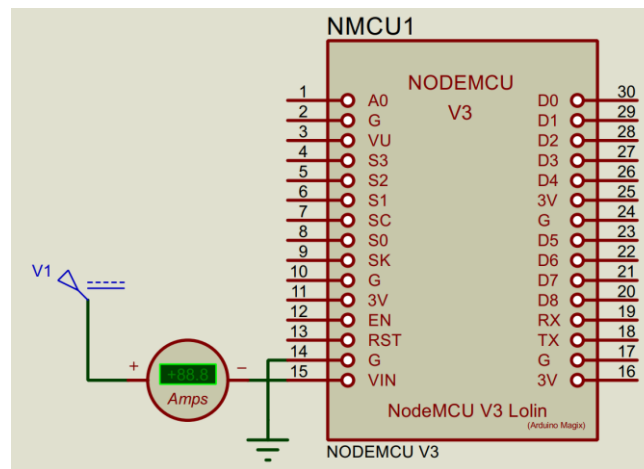 NMCU1
NODEMCU
V3
1 A0 D0 30
2 G D1 29
3 VU D2 28
4 S3 D3 27
5 S2 D4 26
6 S1 3V 25
7 SC G 24
8 S0 D5 23
9 SK D6 22
10 G D7 21
11 3V D8 20
12 EN RX 19
13 RST TX 18
14 G G 17
15 VIN 3V 16
V1
+ −
+88.8
Amps
NodeMCU V3 Lolin
(Arduino Magix)
NODEMCU V3